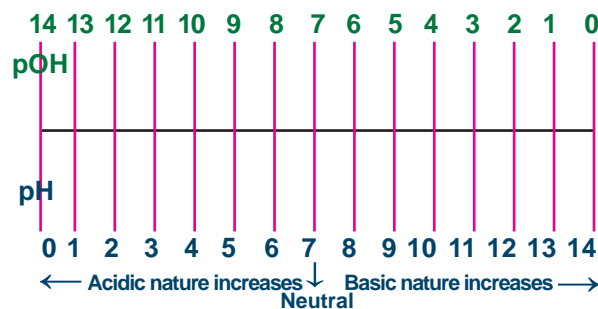 14 13 12 11 10 9 8 7 6 5 4 3 2 1 0
pOH
pH
0 1 2 3 4 5 6 7 8 9 10 11 12 13 14
Acidic nature increases Basic nature increases
Neutral